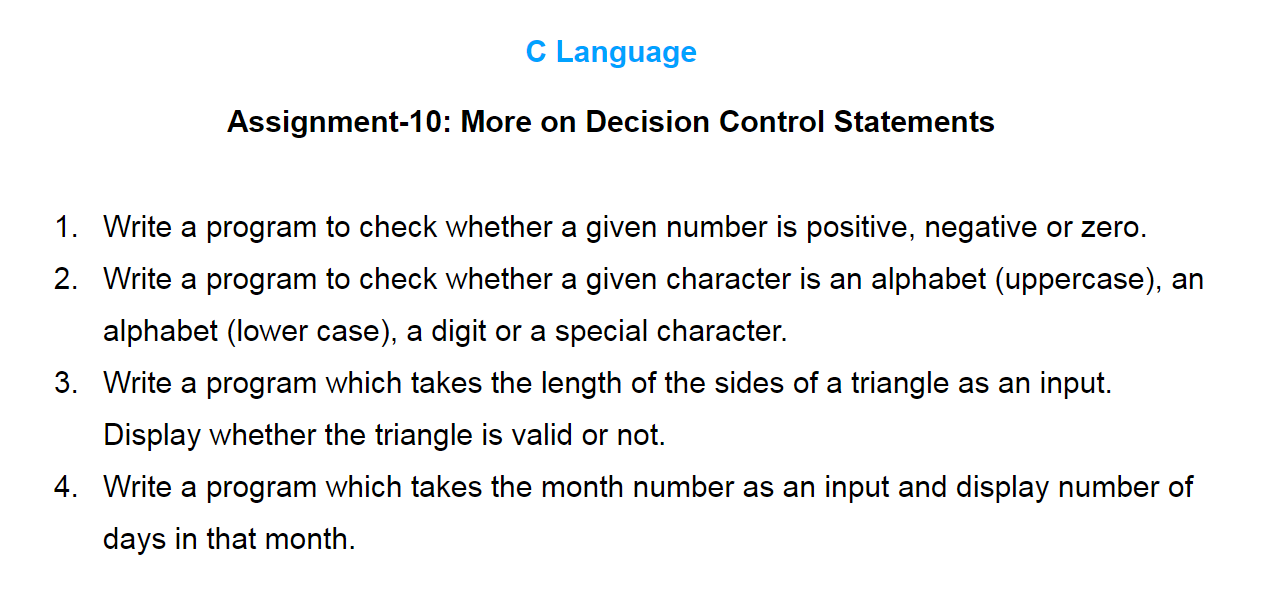 C Language
Assignment-10: More on Decision Control Statements
1. Write a program to check whether a given number is positive, negative or zero.
2. Write a program to check whether a given character is an alphabet (uppercase), an
alphabet (lower case), a digit or a special character.
3. Write a program which takes the length of the sides of a triangle as an input.
Display whether the triangle is valid or not.
4. Write a program which takes the month number as an input and display number of
days in that month.